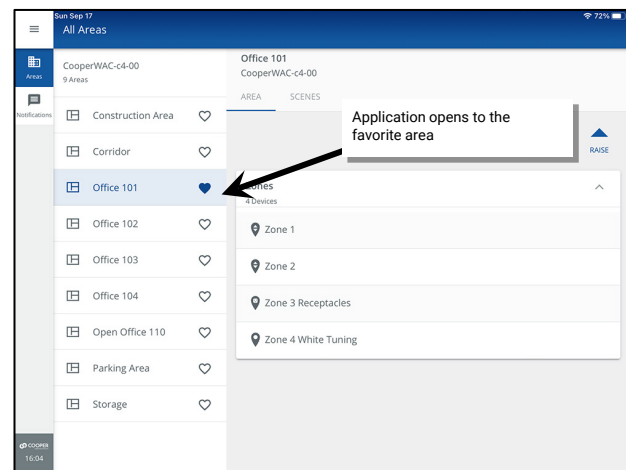 Sun Sep 17
72%
All Areas
Areas
Notifications
CooperWAC-c4-00
9 Areas
Construction Area
Corridor
Office 101
Office 102
Office 103
Office 104
Open Office 110
Parking Area
Storage
Office 101
CooperWAC-c4-00
AREA SCENES
Application opens to the
favorite area
RAISE
Zones
4 Devices
Zone 1
Zone 2
Zone 3 Receptacles
Zone 4 White Tuning
COOPER
16:04